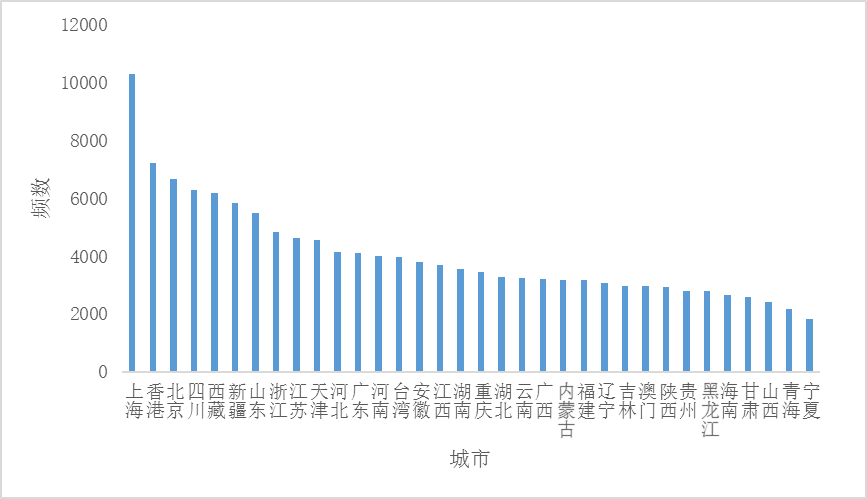 12000
10000
8000
6000
4000
2000
0
频数
上海
香港
北京
四川
西藏
新疆
山东
浙江
江苏
天津
河北
广东
河南
台湾
安徽
江西
湖南
重庆
湖北
云南
广西
内蒙古
福建
辽宁
吉林
澳门
陕西
贵州
黑龙江
海南
甘肃
山西
青海
宁夏
城市